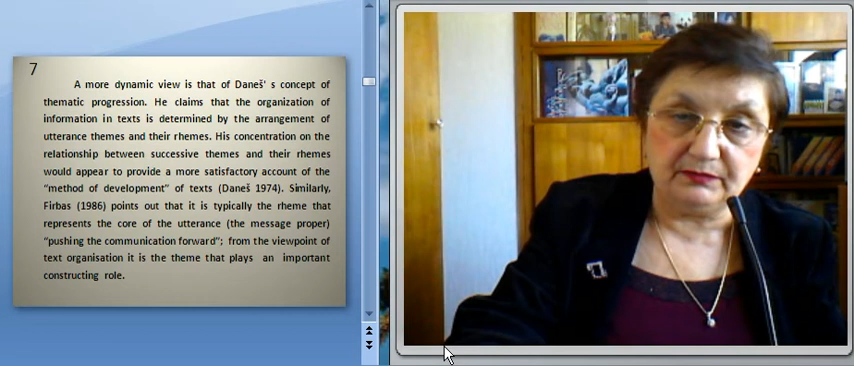 7
A more dynamic view is that of Daneš' s concept of
thematic progression. He claims that the organization of
information in texts is determined by the arrangement of
utterance themes and their rhemes. His concentration on the
relationship between successive themes and their rhemes
would appear to provide a more satisfactory account of the
"method of development" of texts (Daneš 1974). Similarly,
Firbas (1986) points out that it is typically the rheme that
represents the core of the utterance (the message proper)
"pushing the communication forward"; from the viewpoint of
text organisation it is the theme that plays an important
constructing role.